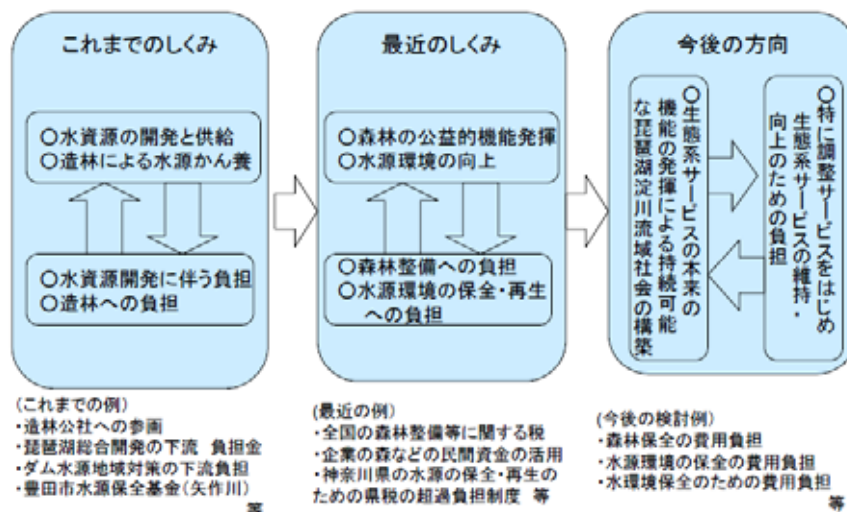 これまでのしくみ
○水資源の開発と供給
○造林による水源かん養
○水資源開発に伴う負担
○造林への負担
(これまでの例)
・造林公社への参画
・琵琶湖総合開発の下流 負担金
・ダム水源地域対策の下流負担
・豊田市水源保全基金(矢作川)
等
最近のしくみ
○森林の公益的機能発揮
○水源環境の向上
○森林整備への負担
○水源環境の保全・再生
への負担
(最近の例)
・全国の森林整備等に関する税
・企業の森などの民間資金の活用
・神奈川県の水源の保全・再生の
ための県税の超過負担制度 等
今後の方向
○生態系サービスの本来の
機能の発揮による持続可能
な琵琶湖淀川流域社会の構築
○特に調整サービスをはじめ
生態系サービスの維持・
向上のための負担
(今後の検討例)
・森林保全の費用負担
・水源環境の保全の費用負担
・水環境保全のための費用負担
等